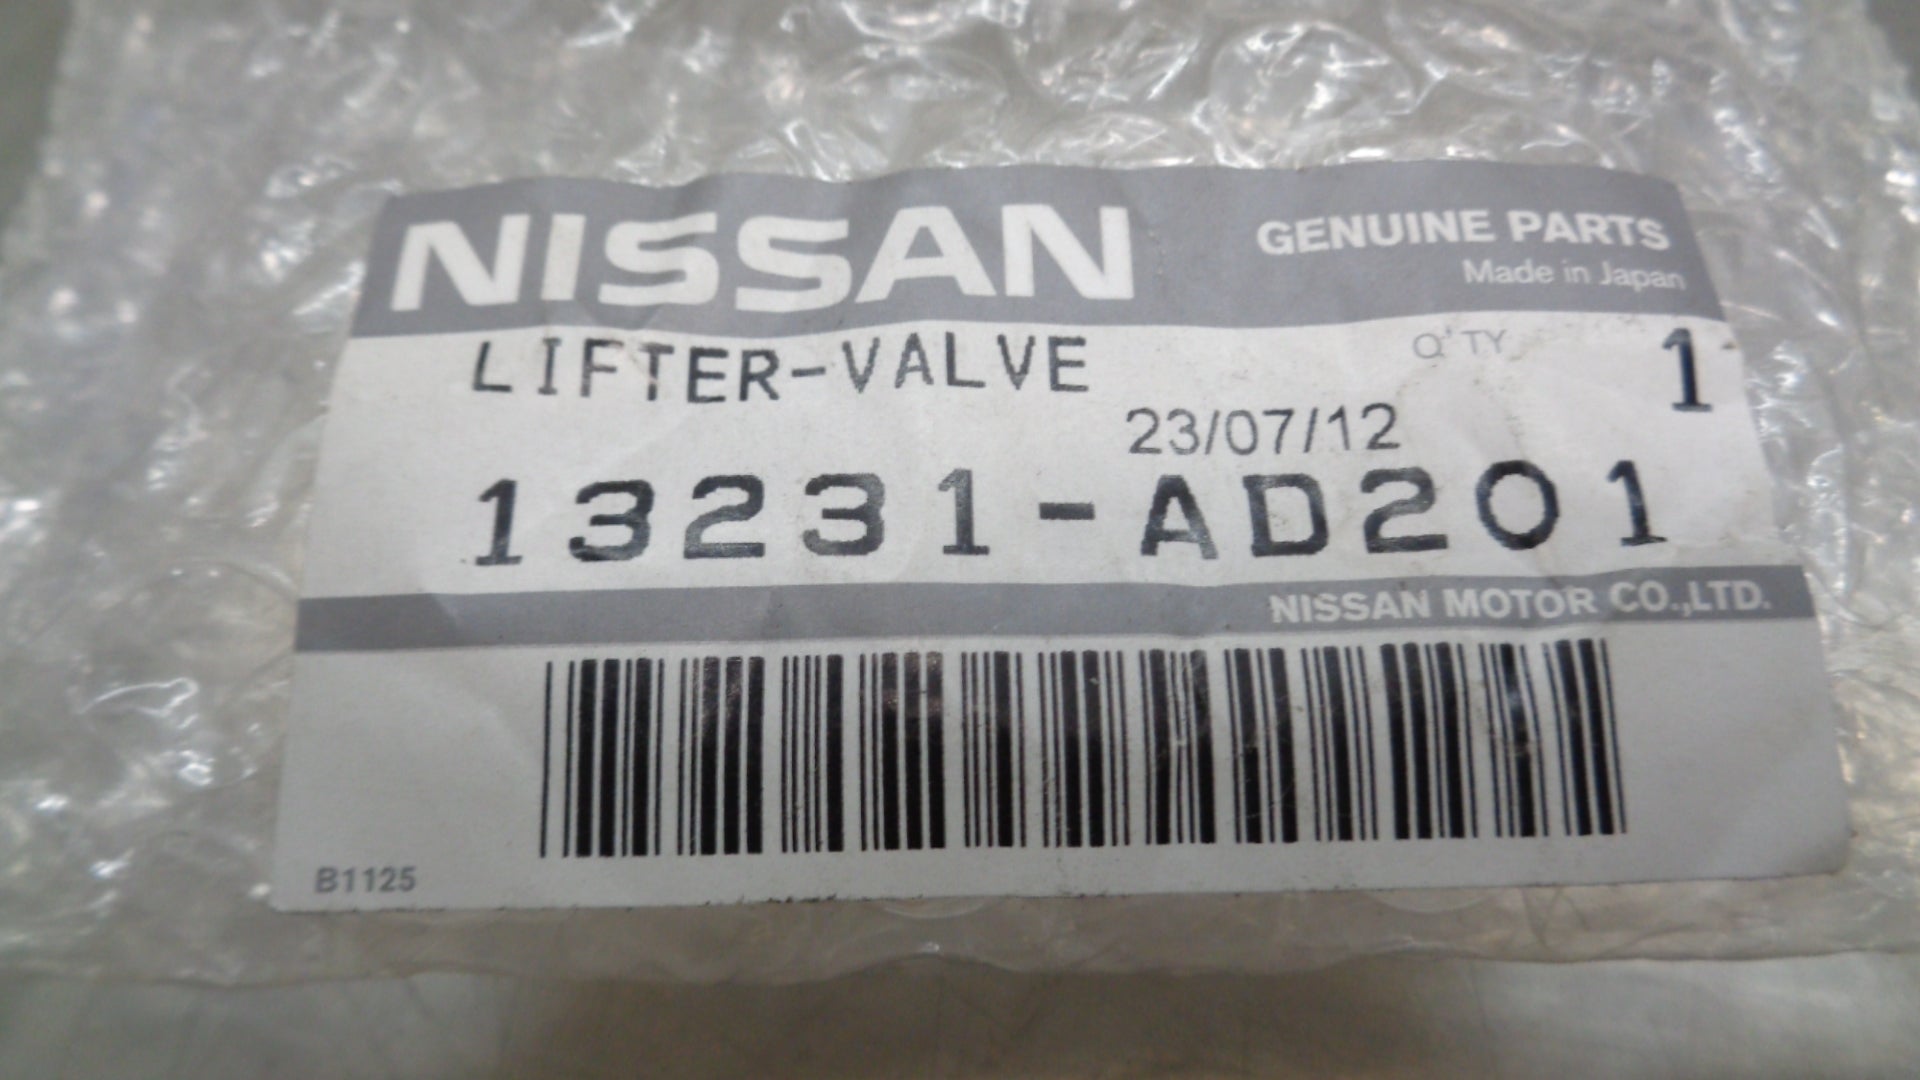 NISSAN
GENUINE PARTS
Made in Japan
LIFTER-VALVE
Q'TY 1
23/07/12
13231-AD201
NISSAN MOTOR CO.,LTD.
B1125